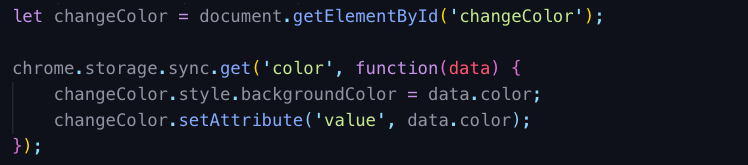 let changeColor = document.getElementById('changeColor');
chrome.storage.sync.get('color', function(data) {
    changeColor.style.backgroundColor = data.color;
    changeColor.setAttribute('value', data.color);
});